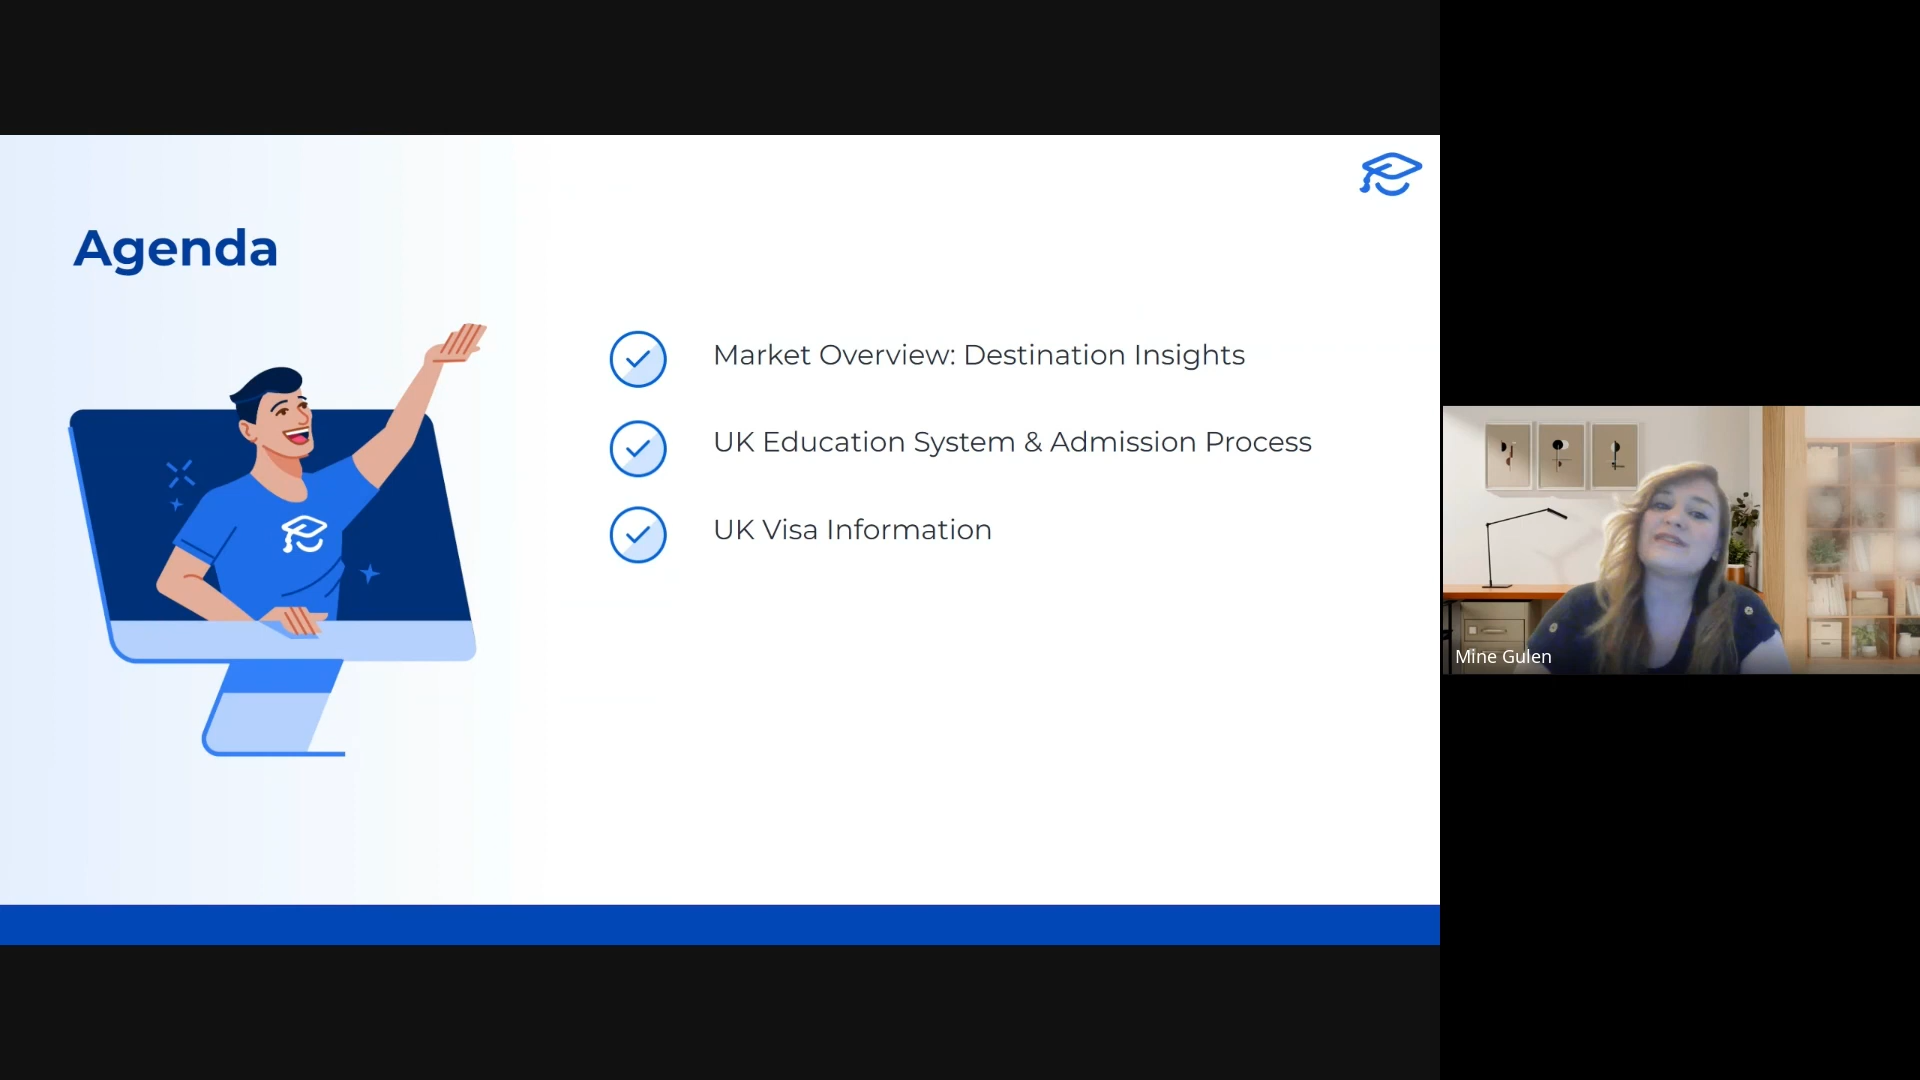 Agenda
Market Overview: Destination Insights
UK Education System & Admission Process
UK Visa Information
Mine Gulen